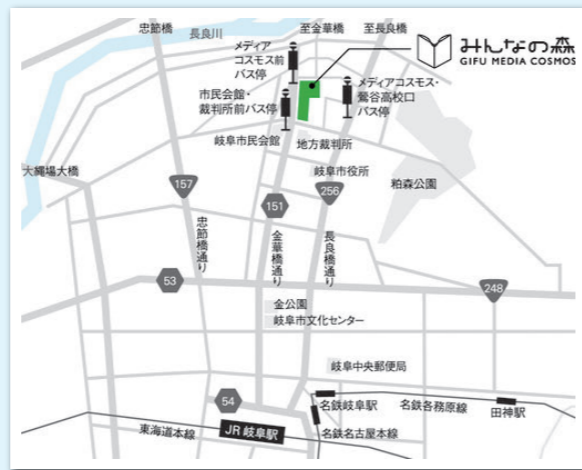 忠節橋
至金華橋
至長良橋
長良川
メディア
コスモス前
バス停
みんなの森
GIFU MEDIA COSMOS
市民会館・
裁判所前バス停
メディアコスモス・
鶯谷高校口
バス停
岐阜市民会館
地方裁判所
大縄場大橋
岐阜市役所
粕森公園
157
151
256
忠節橋通り
金華橋通り
長良橋通り
53
248
金公園
岐阜市文化センター
岐阜中央郵便局
54
名鉄岐阜駅
名鉄各務原線
田神駅
東海道本線
JR 岐阜駅
名鉄名古屋本線